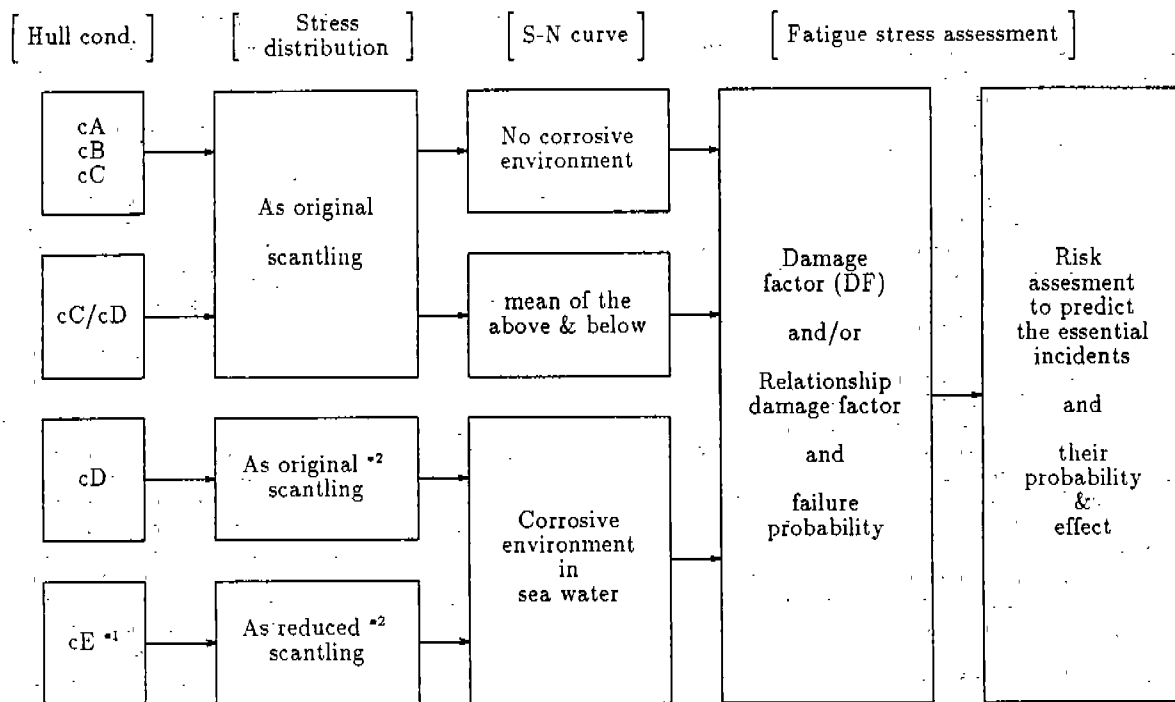 [ Hull cond. ]
[ Stress
distribution ]
[ S-N curve ]
[ Fatigue stress assessment ]
cA
cB
cC
As original
scantling
No corrosive
environment
cC/cD
mean of the
above & below
cD
As original *2
scantling
Corrosive
environment
in
sea water
cE *1
As reduced *2
scantling
Damage
factor (DF)
and/or
Relationship
damage factor
and
failure
probability
Risk
assesment
to predict
the essential
incidents
and
their
probability
&
effect